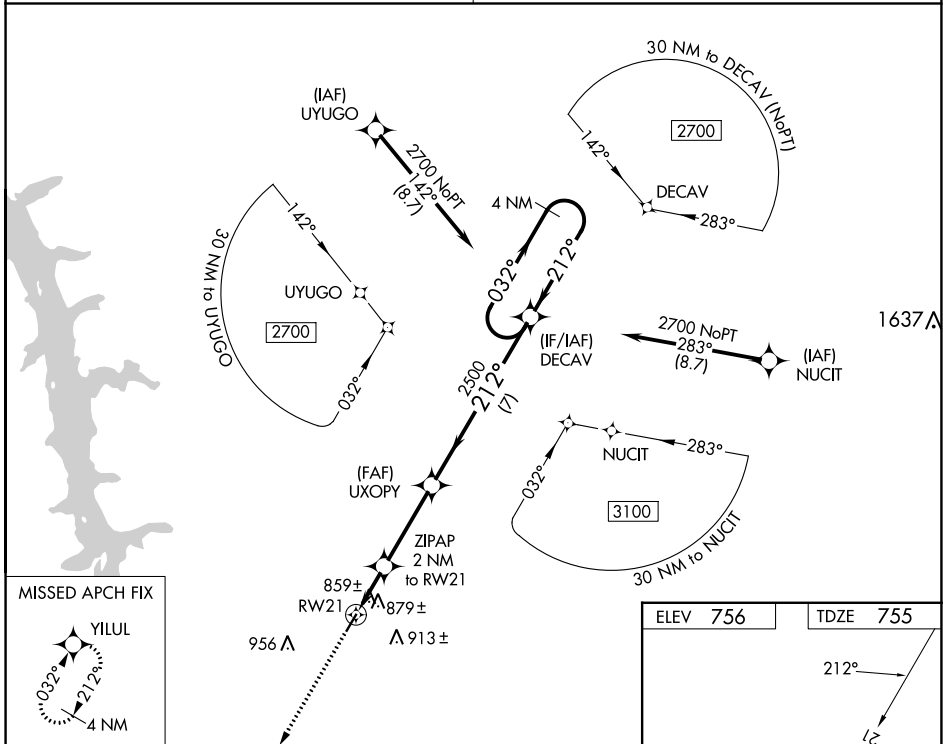 30 NM to DECAV (NoPT)
2700
142°
DECAV
283°
(IAF)
UYUGO
2700 NoPT
142°
(8.7)
4 NM
032°
212°
30 NM to UYUGO
142°
UYUGO
2700
032°
(IF/IAF)
DECAV
2700 NoPT
283°
(8.7)
(IAF)
NUCIT
1637
2500
212°
(7)
NUCIT
283°
032°
3100
30 NM to NUCIT
(FAF)
UXOPY
ZIPAP
2 NM
to RW21
859±
RW21
879±
956
913±
MISSED APCH FIX
YILUL
032°
212°
4 NM
ELEV 756
TDZE 755
212°
21